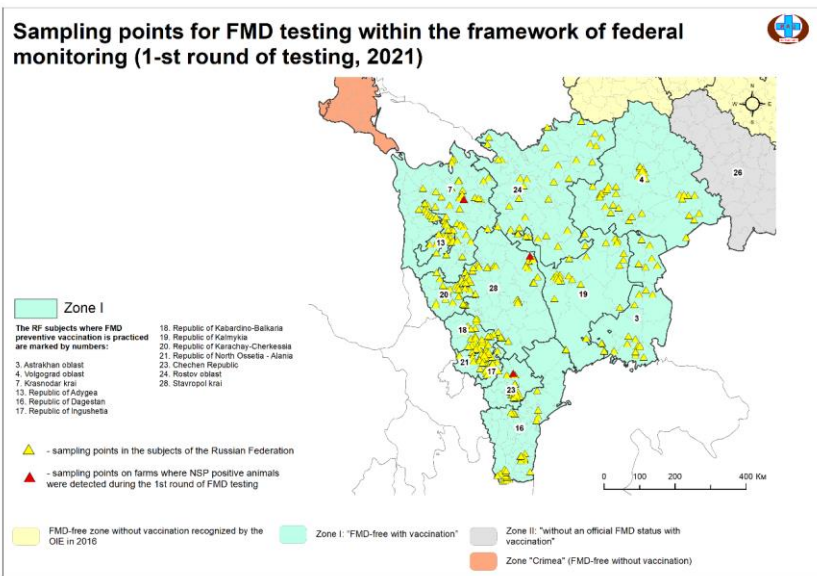 Sampling points for FMD testing within the framework of federal
monitoring (1-st round of testing, 2021)
N
W E
S
26
4
7
24
13
28
19
20
3
18
21
17
23
16
Zone I
The RF subjects where FMD
preventive vaccination is practiced
are marked by numbers:
3. Astrakhan oblast
4. Volgograd oblast
7. Krasnodar krai
13. Republic of Adygea
16. Republic of Dagestan
17. Republic of Ingushetia
18. Republic of Kabardino-Balkaria
19. Republic of Kalmykia
20. Republic of Karachay-Cherkessia
21. Republic of North Ossetia - Alania
23. Chechen Republic
24. Rostov oblast
28. Stavropol krai
- sampling points in the subjects of the Russian Federation
- sampling points on farms where NSP positive animals
were detected during the 1st round of FMD testing
0 100 200 400 Км
FMD-free zone without vaccination recognized by the
OIE in 2016
Zone I: "FMD-free with vaccination"
Zone II: "without an official FMD status with
vaccination"
Zone "Crimea" (FMD-free without vaccination)